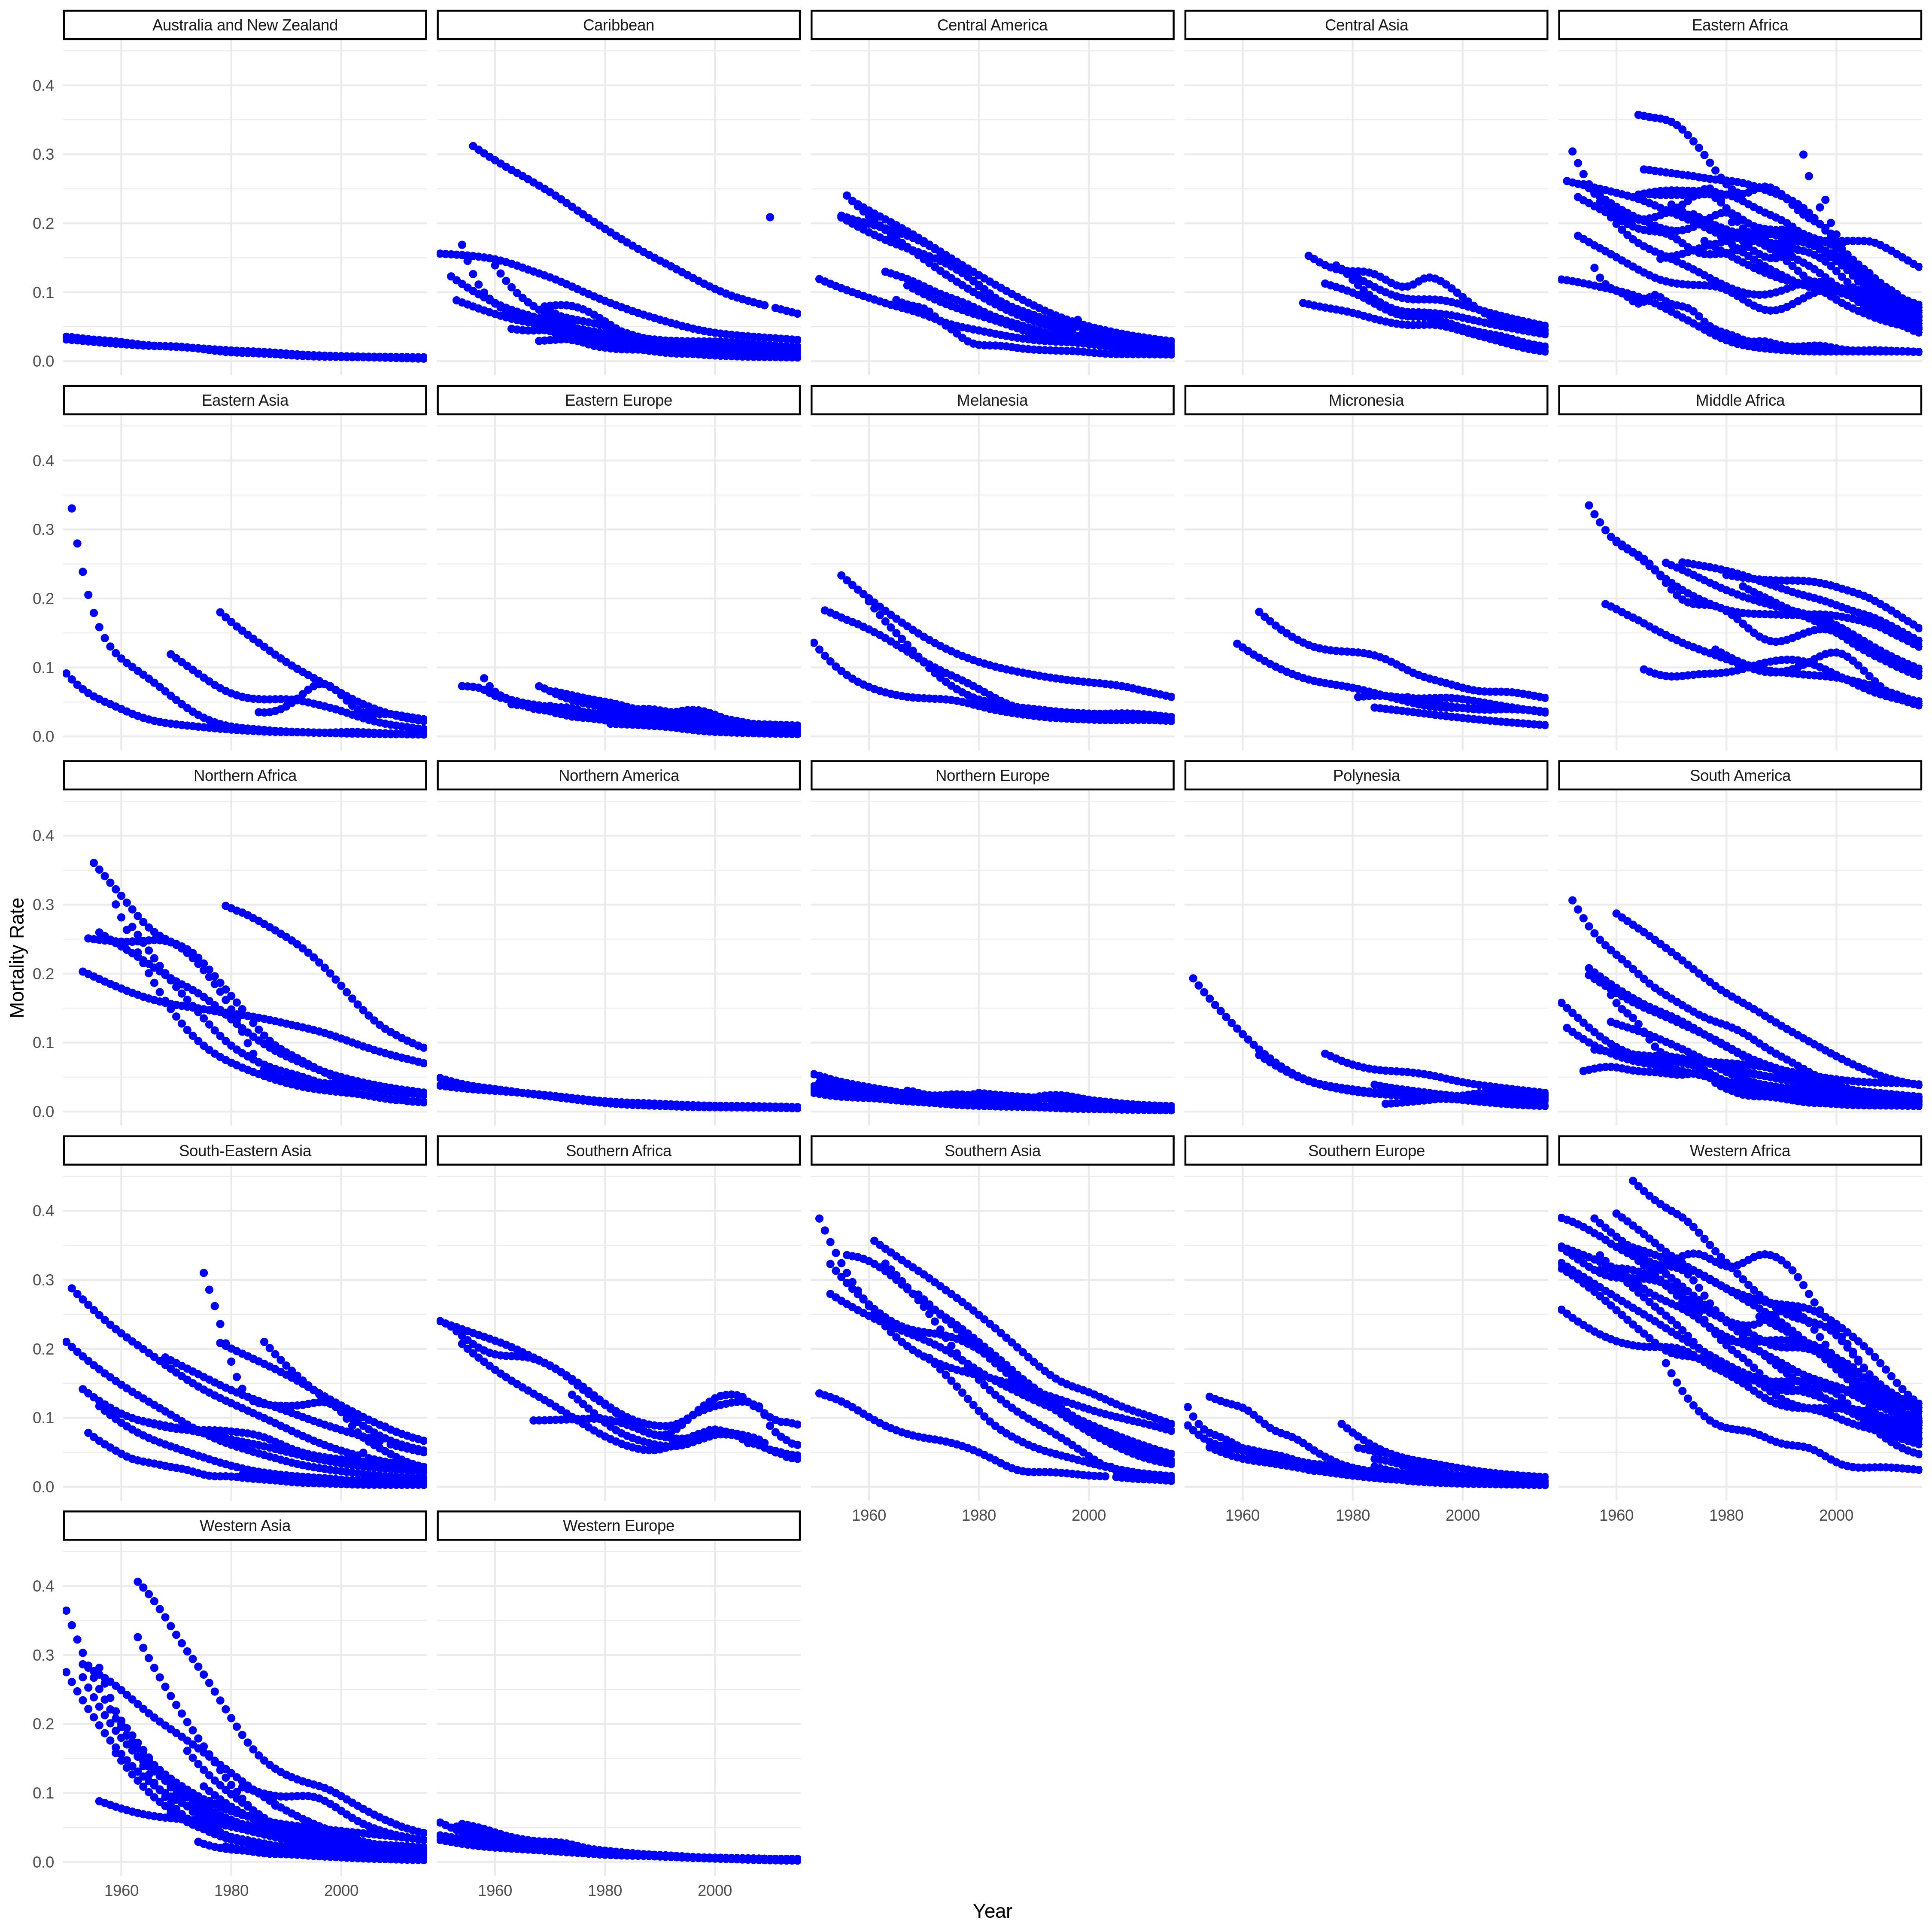 Australia and New Zealand
Caribbean
Central America
Central Asia
Eastern Africa
0.4
0.3
0.2
0.1
0.0
Eastern Asia
Eastern Europe
Melanesia
Micronesia
Middle Africa
0.4
0.3
0.2
0.1
0.0
Northern Africa
Northern America
Northern Europe
Polynesia
South America
0.4
0.3
0.2
0.1
0.0
Mortality Rate
South-Eastern Asia
Southern Africa
Southern Asia
Southern Europe
Western Africa
0.4
0.3
0.2
0.1
0.0
1960 1980 2000
1960 1980 2000
1960 1980 2000
Western Asia
Western Europe
0.4
0.3
0.2
0.1
0.0
1960 1980 2000
1960 1980 2000
Year